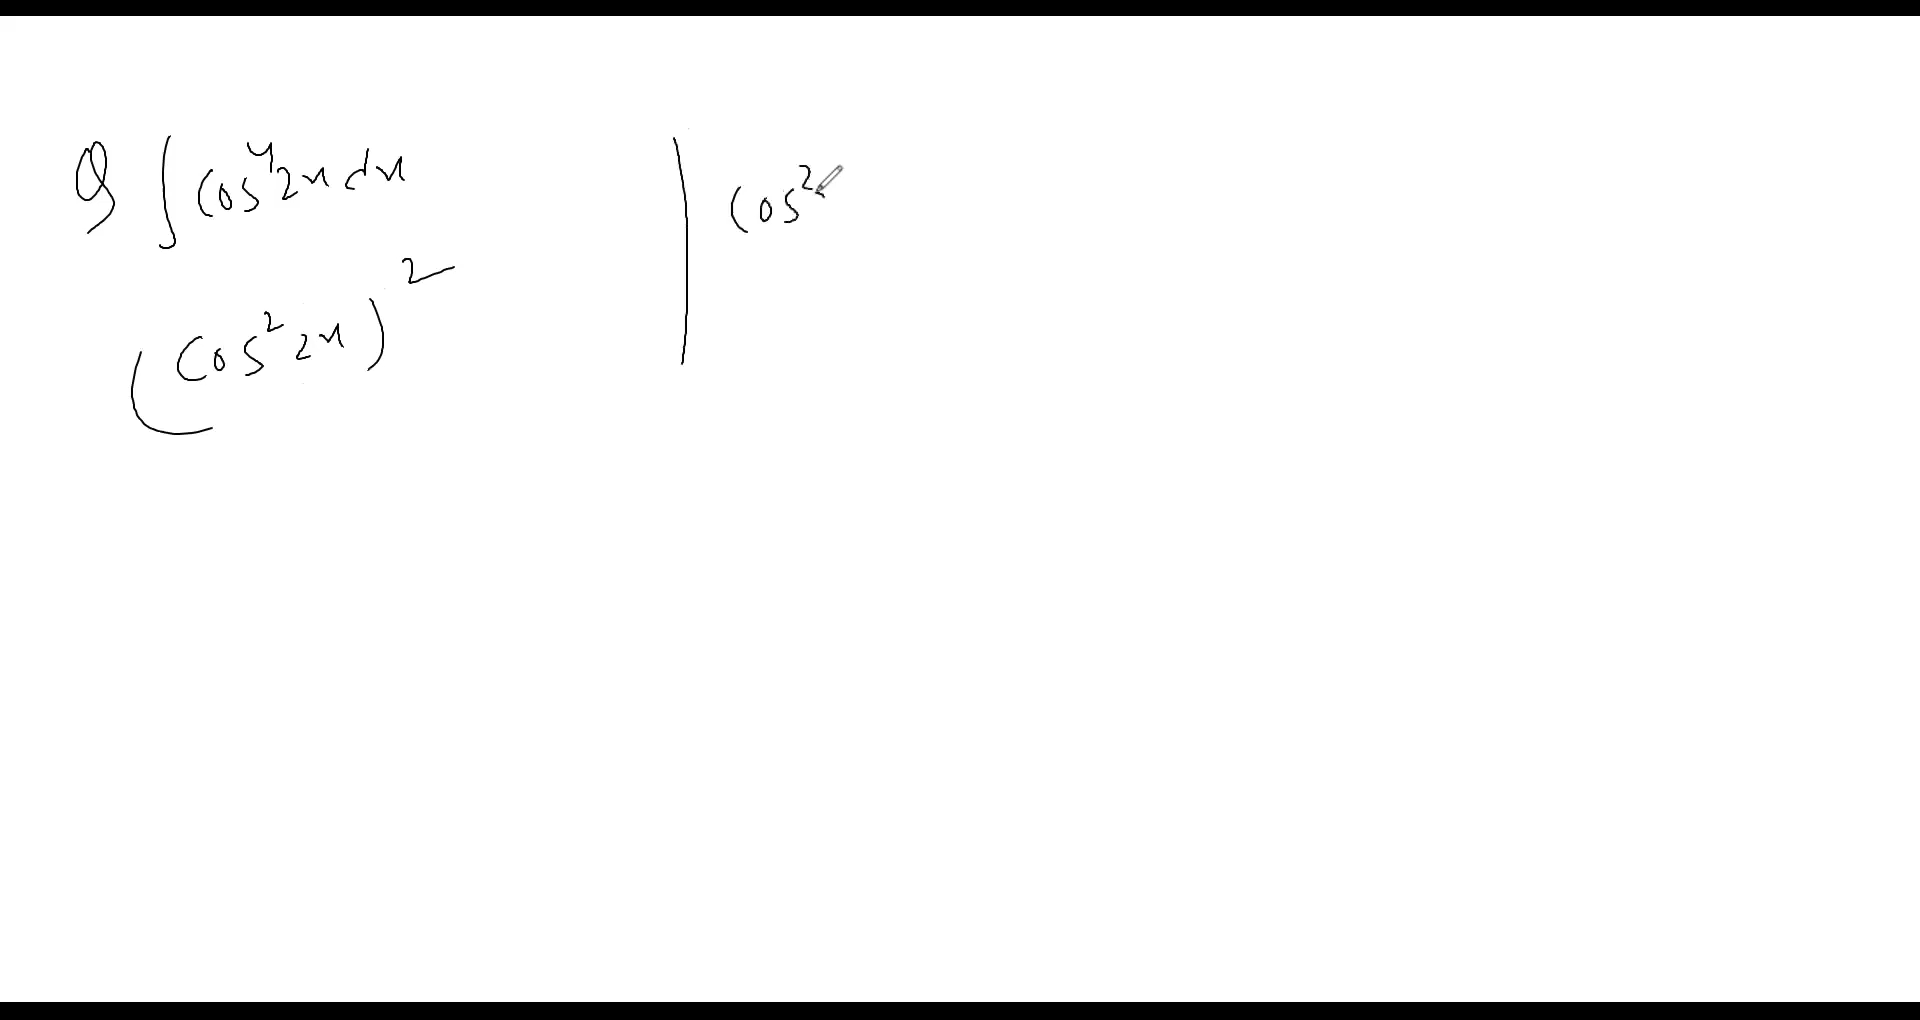 Q ∫ cos⁴2x dx
(cos²2x)²
cos²